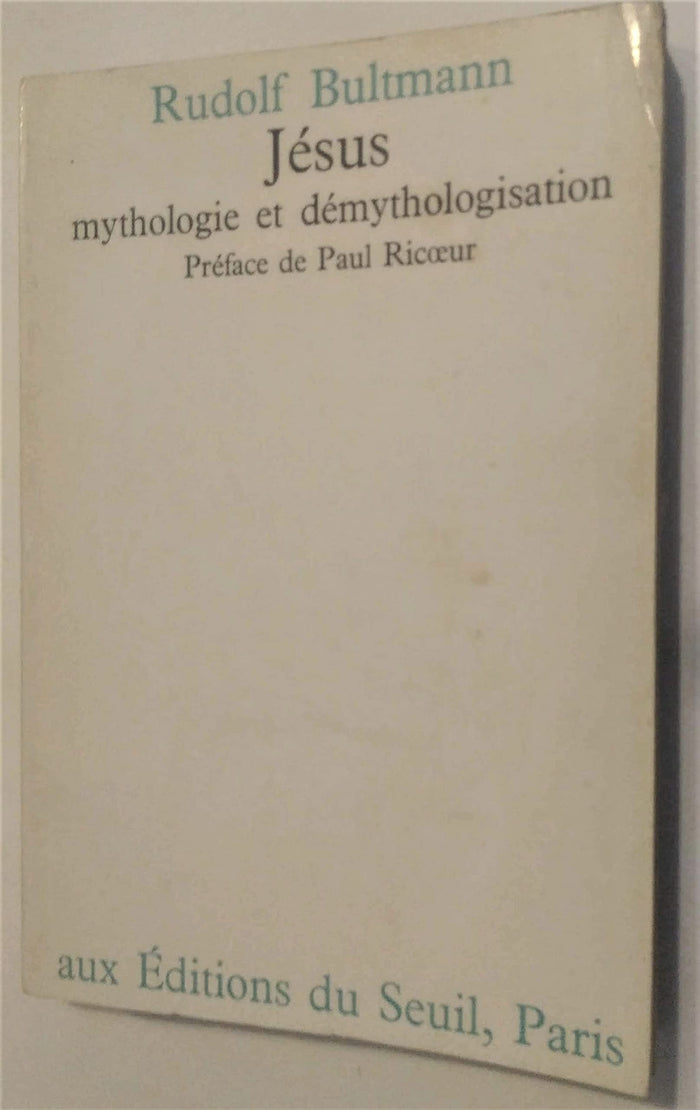 Rudolf Bultmann
Jésus
mythologie et démythologisation
Préface de Paul Ricœur
aux Éditions du Seuil, Paris